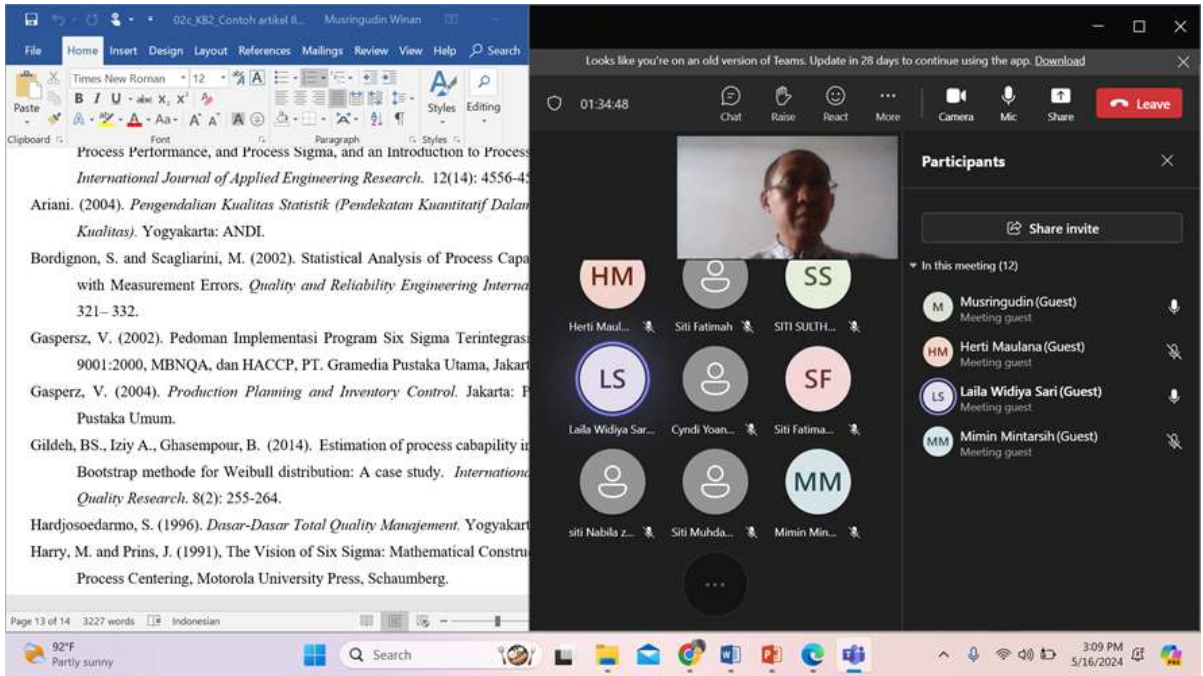 02c_KB2_Contoh artikel Il...
Musringudin Winan
File Home Insert Design Layout References Mailings Review View Help Search
Times New Roman 12
Paste
B I U abc X₂ X²
Aa
Styles Editing
Clipboard Font Paragraph Styles
Process Performance, and Process Sigma, and an Introduction to Process
International Journal of Applied Engineering Research. 12(14): 4556-45
Ariani. (2004). Pengendalian Kualitas Statistik (Pendekatan Kuantitatif Dalam
Kualitas). Yogyakarta: ANDI.
Bordignon, S. and Scagliarini, M. (2002). Statistical Analysis of Process Capa
with Measurement Errors. Quality and Reliability Engineering Interna
321– 332.
Gaspersz, V. (2002). Pedoman Implementasi Program Six Sigma Terintegrasi
9001:2000, MBNQA, dan HACCP, PT. Gramedia Pustaka Utama, Jakart
Gasperz, V. (2004). Production Planning and Inventory Control. Jakarta: P
Pustaka Umum.
Gildeh, BS., Iziy A., Ghasempour, B. (2014). Estimation of process cabapility in
Bootstrap methode for Weibull distribution: A case study. Internationa
Quality Research. 8(2): 255-264.
Hardjosoedarmo, S. (1996). Dasar-Dasar Total Quality Manajement. Yogyakart
Harry, M. and Prins, J. (1991), The Vision of Six Sigma: Mathematical Constru
Process Centering, Motorola University Press, Schaumberg.
Page 13 of 14 3227 words Indonesian
Looks like you're on an old version of Teams. Update in 28 days to continue using the app. Download
01:34:48
Chat Raise React More Camera Mic Share Leave
HM SS
Herti Maul... Siti Fatimah SITI SULTH...
LS SF
Laila Widiya Sar... Cyndi Yoan... Siti Fatima...
MM
siti Nabila z... Siti Muhda... Mimin Min...
Participants
Share invite
In this meeting (12)
M Musringudin (Guest)
Meeting guest
HM Herti Maulana (Guest)
Meeting guest
LS Laila Widiya Sari (Guest)
Meeting guest
MM Mimin Mintarsih (Guest)
Meeting guest
92°F
Partly sunny
Search
3:09 PM
5/16/2024